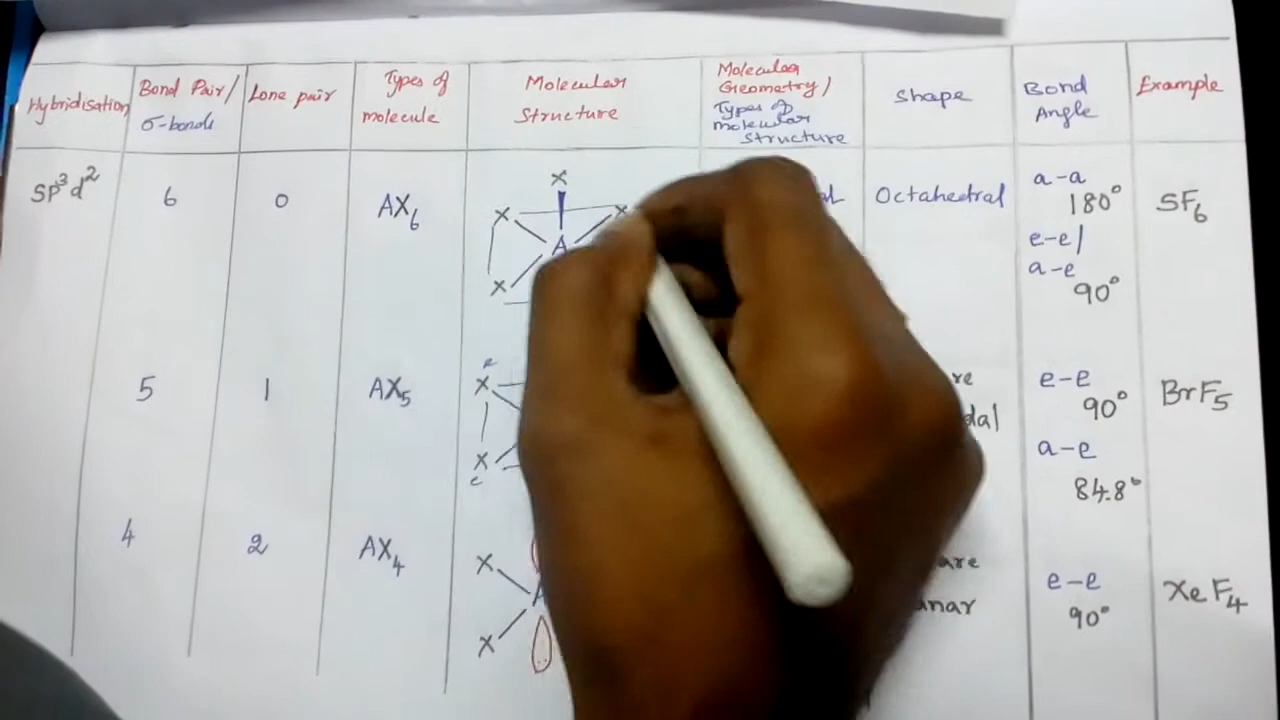 Hybridisation
Bond Pair/
σ-bonds
Lone pair
Types of
molecule
Molecular
Structure
Molecular
Geometry/
Types of
molecular
structure
Shape
Bond
Angle
Example
SP³d²
6
0
AX₆
X
X
X
A
X
Octahedral
a-a
180°
e-e/
a-e
90°
SF₆
5
1
AX₅
X
X
e
e-e
90°
a-e
84.8°
BrF₅
4
2
AX₄
X
X
e-e
90°
XeF₄